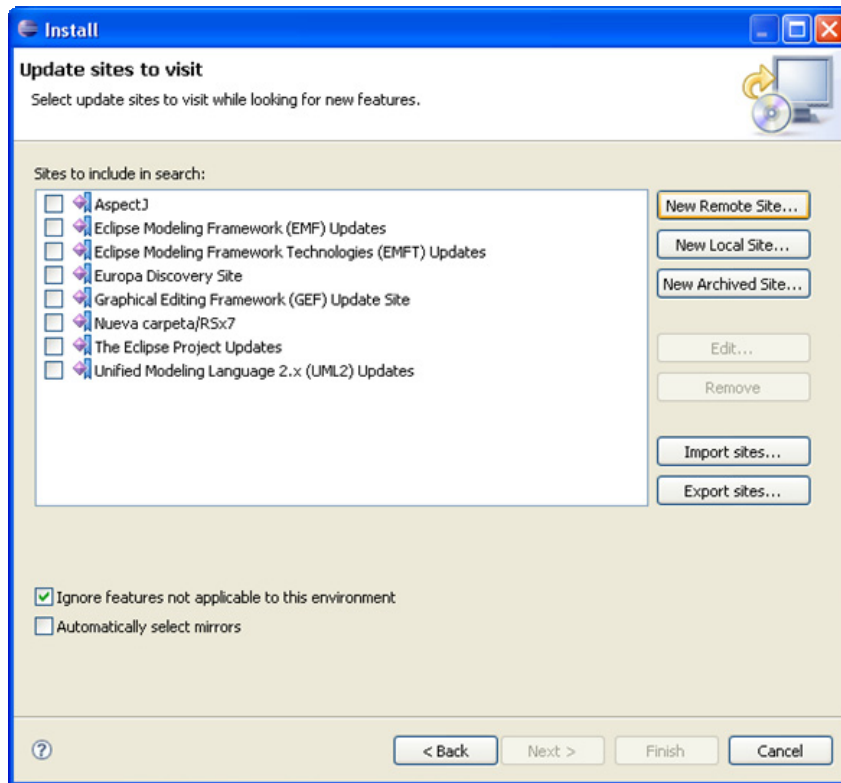 Install
Update sites to visit
Select update sites to visit while looking for new features.
Sites to include in search:
AspectJ
Eclipse Modeling Framework (EMF) Updates
Eclipse Modeling Framework Technologies (EMFT) Updates
Europa Discovery Site
Graphical Editing Framework (GEF) Update Site
Nueva carpeta/RSx7
The Eclipse Project Updates
Unified Modeling Language 2.x (UML2) Updates
New Remote Site...
New Local Site...
New Archived Site...
Edit...
Remove
Import sites...
Export sites...
Ignore features not applicable to this environment
Automatically select mirrors
? < Back Next > Finish Cancel